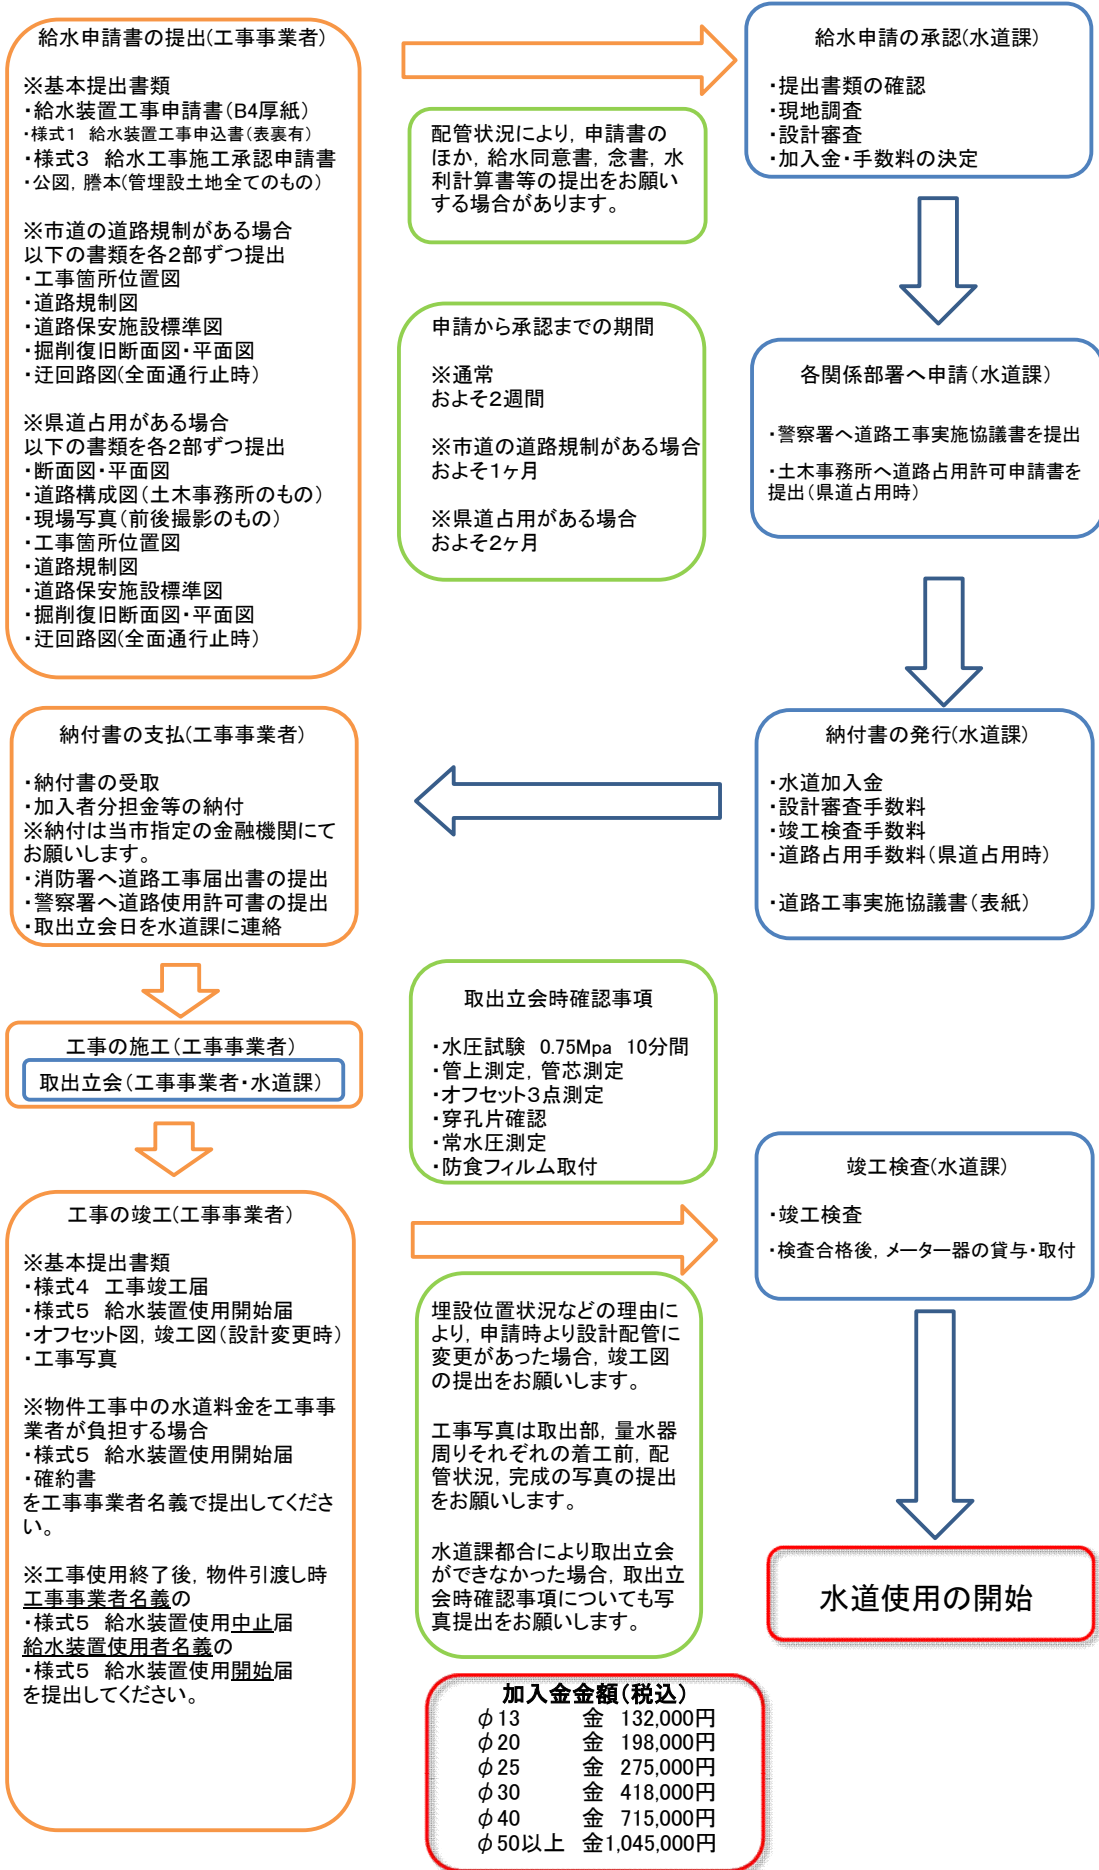 給水申請書の提出(工事事業者)
※基本提出書類
・給水装置工事申請書(B4厚紙)
・様式1 給水装置工事申込書(表裏有)
・様式3 給水工事施工承認申請書
・公図,謄本(管埋設土地全てのもの)
※市道の道路規制がある場合
以下の書類を各2部ずつ提出
・工事箇所位置図
・道路規制図
・道路保安施設標準図
・掘削復旧断面図・平面図
・迂回路図(全面通行止時)
※県道占用がある場合
以下の書類を各2部ずつ提出
・断面図・平面図
・道路構成図(土木事務所のもの)
・現場写真(前後撮影のもの)
・工事箇所位置図
・道路規制図
・道路保安施設標準図
・掘削復旧断面図・平面図
・迂回路図(全面通行止時)
配管状況により,申請書の
ほか,給水同意書,念書,水
利計算書等の提出をお願い
する場合があります。
給水申請の承認(水道課)
・提出書類の確認
・現地調査
・設計審査
・加入金・手数料の決定
申請から承認までの期間
※通常
およそ2週間
※市道の道路規制がある場合
およそ1ヶ月
※県道占用がある場合
およそ2ヶ月
各関係部署へ申請(水道課)
・警察署へ道路工事実施協議書を提出
・土木事務所へ道路占用許可申請書を
提出(県道占用時)
納付書の発行(水道課)
・水道加入金
・設計審査手数料
・竣工検査手数料
・道路占用手数料(県道占用時)
・道路工事実施協議書(表紙)
納付書の支払(工事事業者)
・納付書の受取
・加入者分担金等の納付
※納付は当市指定の金融機関にて
お願いします。
・消防署へ道路工事届出書の提出
・警察署へ道路使用許可書の提出
・取出立会日を水道課に連絡
工事の施工(工事事業者)
取出立会(工事事業者・水道課)
取出立会時確認事項
・水圧試験 0.75Mpa 10分間
・管上測定,管芯測定
・オフセット3点測定
・穿孔片確認
・常水圧測定
・防食フィルム取付
工事の竣工(工事事業者)
※基本提出書類
・様式4 工事竣工届
・様式5 給水装置使用開始届
・オフセット図,竣工図(設計変更時)
・工事写真
※物件工事中の水道料金を工事事
業者が負担する場合
・様式5 給水装置使用開始届
・確約書
を工事事業者名義で提出してくださ
い。
※工事使用終了後,物件引渡し時
工事事業者名義の
・様式5 給水装置使用中止届
給水装置使用者名義の
・様式5 給水装置使用開始届
を提出してください。
埋設位置状況などの理由に
より,申請時より設計配管に
変更があった場合,竣工図
の提出をお願いします。
工事写真は取出部,量水器
周りそれぞれの着工前,配
管状況,完成の写真の提出
をお願いします。
水道課都合により取出立会
ができなかった場合,取出立
会時確認事項についても写
真提出をお願いします。
竣工検査(水道課)
・竣工検査
・検査合格後,メーター器の貸与・取付
水道使用の開始
加入金金額(税込)
φ13 金 132,000円
φ20 金 198,000円
φ25 金 275,000円
φ30 金 418,000円
φ40 金 715,000円
φ50以上 金1,045,000円